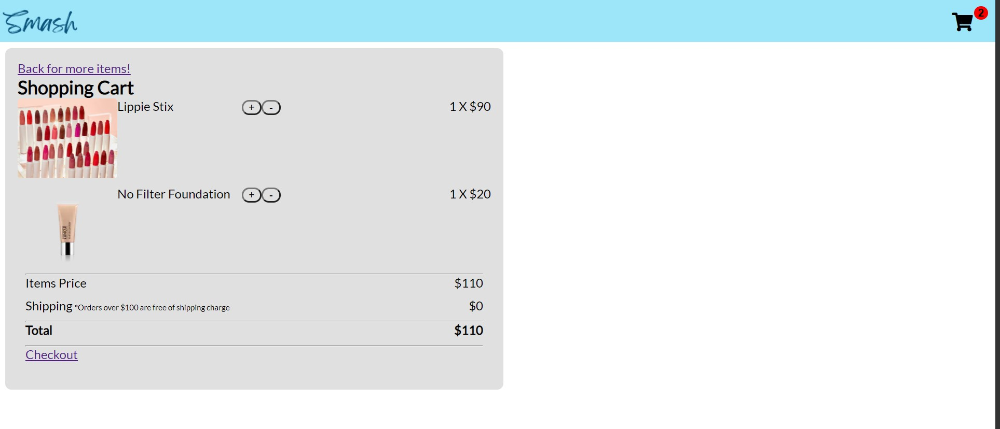 Smash
2
Back for more items!
Shopping Cart
Lippie Stix + - 1 X $90
No Filter Foundation + - 1 X $20
CLINIQUE
Items Price $110
Shipping *Orders over $100 are free of shipping charge $0
Total $110
Checkout